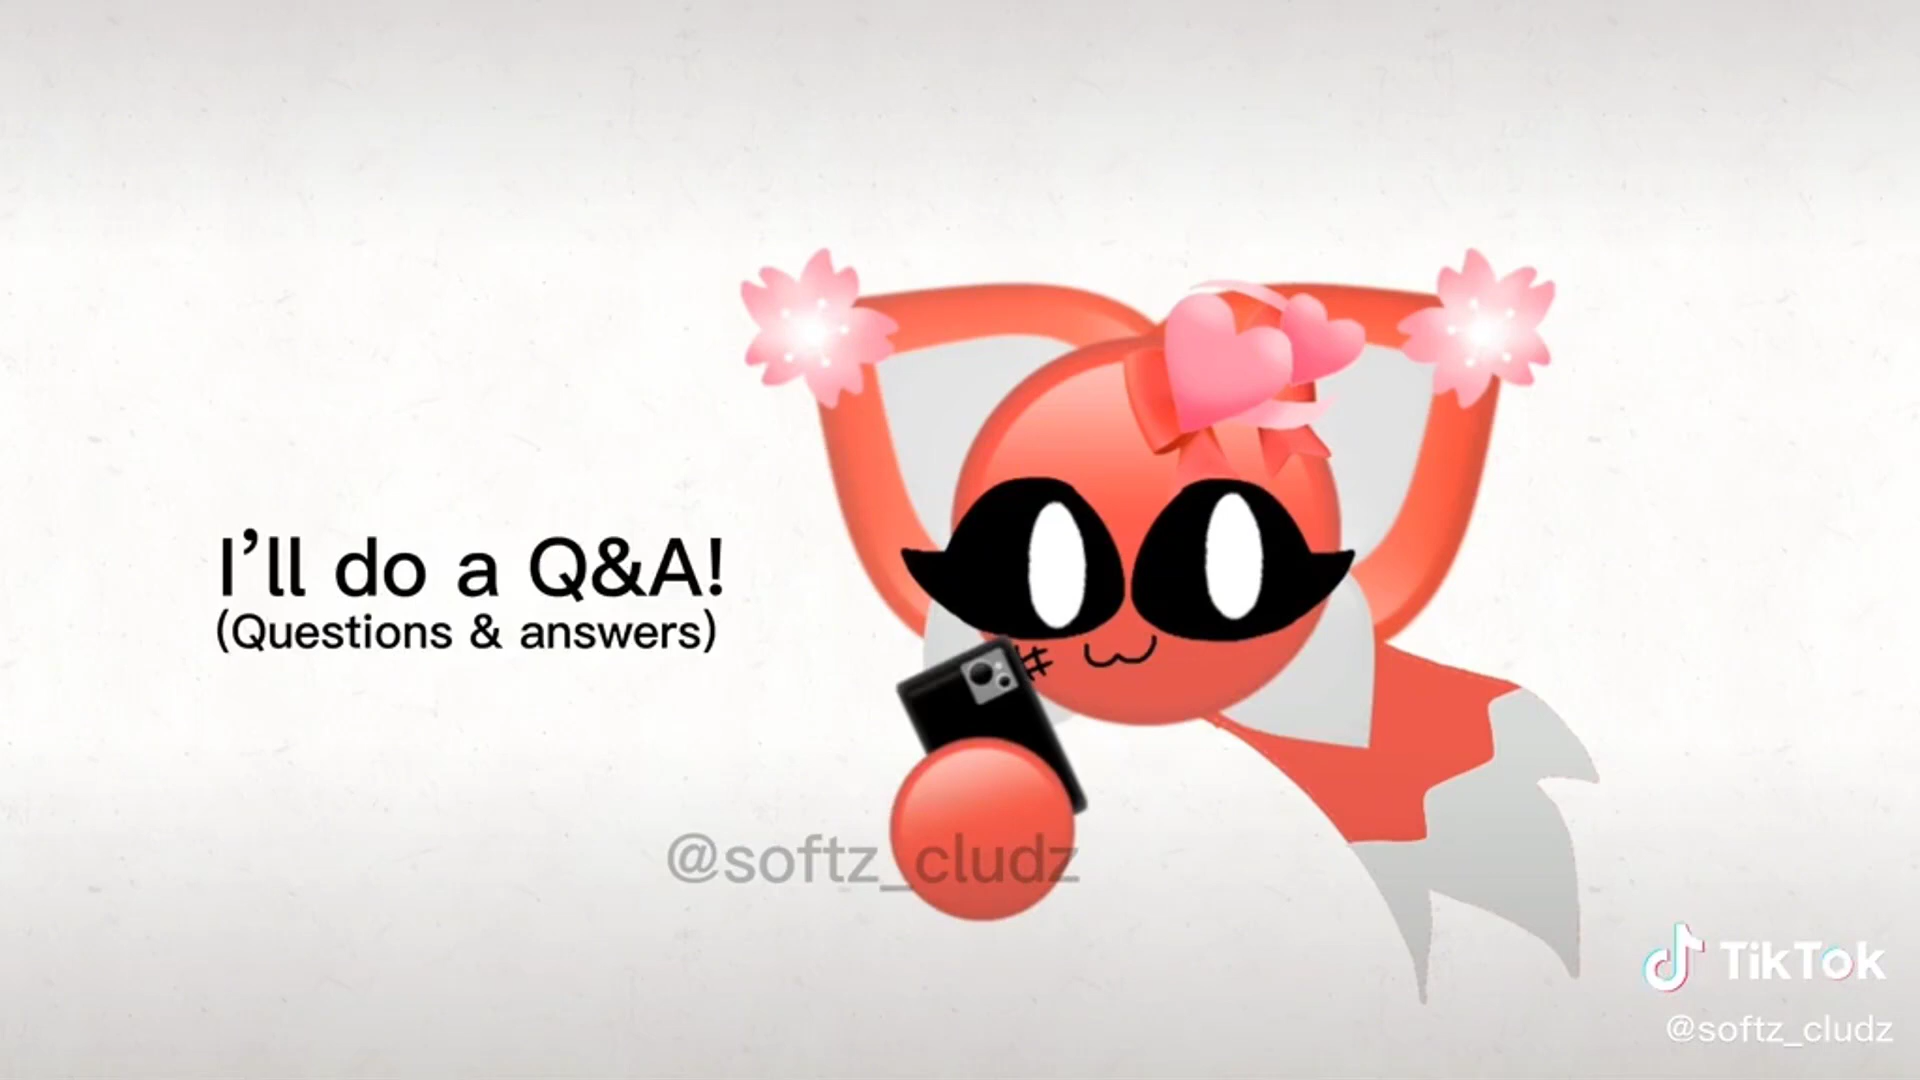 I'll do a Q&A!
(Questions & answers)
@softz_cludz
TikTok
@softz_cludz